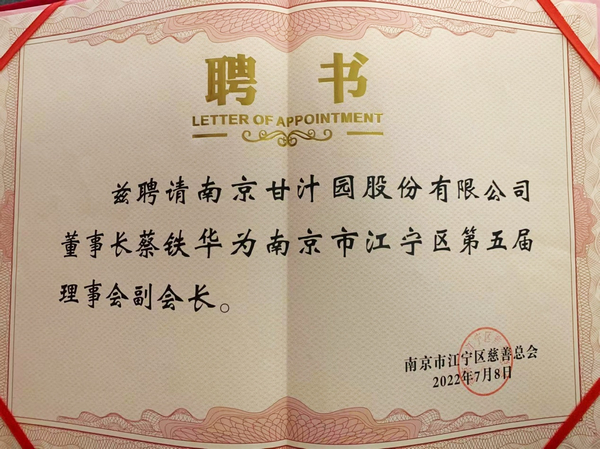 聘书
LETTER OF APPOINTMENT
兹聘请南京甘汁园股份有限公司
董事长蔡铁华为南京市江宁区第五届
理事会副会长。
南京市江宁区慈善总会
2022年7月8日